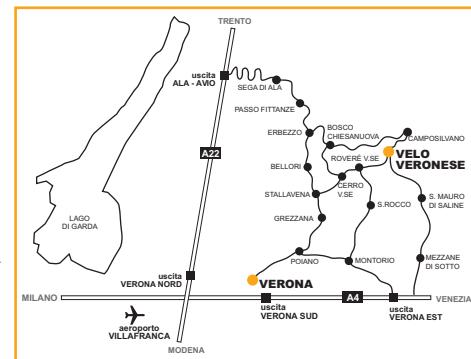 TRENTO
uscita
ALA - AVIO
SEGA DI ALA
PASSO FITTANZE
ERBEZZO
BOSCO
CHIESANUOVA
CAMPOSILVANO
A22
VELO
VERONESE
ROVERÉ V.SE
BELLORI
CERRO
V.SE
STALLAVENA
S.ROCCO
S. MAURO
DI SALINE
GREZZANA
LAGO
DI GARDA
POIANO
MONTORIO
MEZZANE
DI SOTTO
uscita
VERONA NORD
VERONA
MILANO
A4
VENEZIA
aeroporto
VILLAFRANCA
uscita
VERONA SUD
uscita
VERONA EST
MODENA